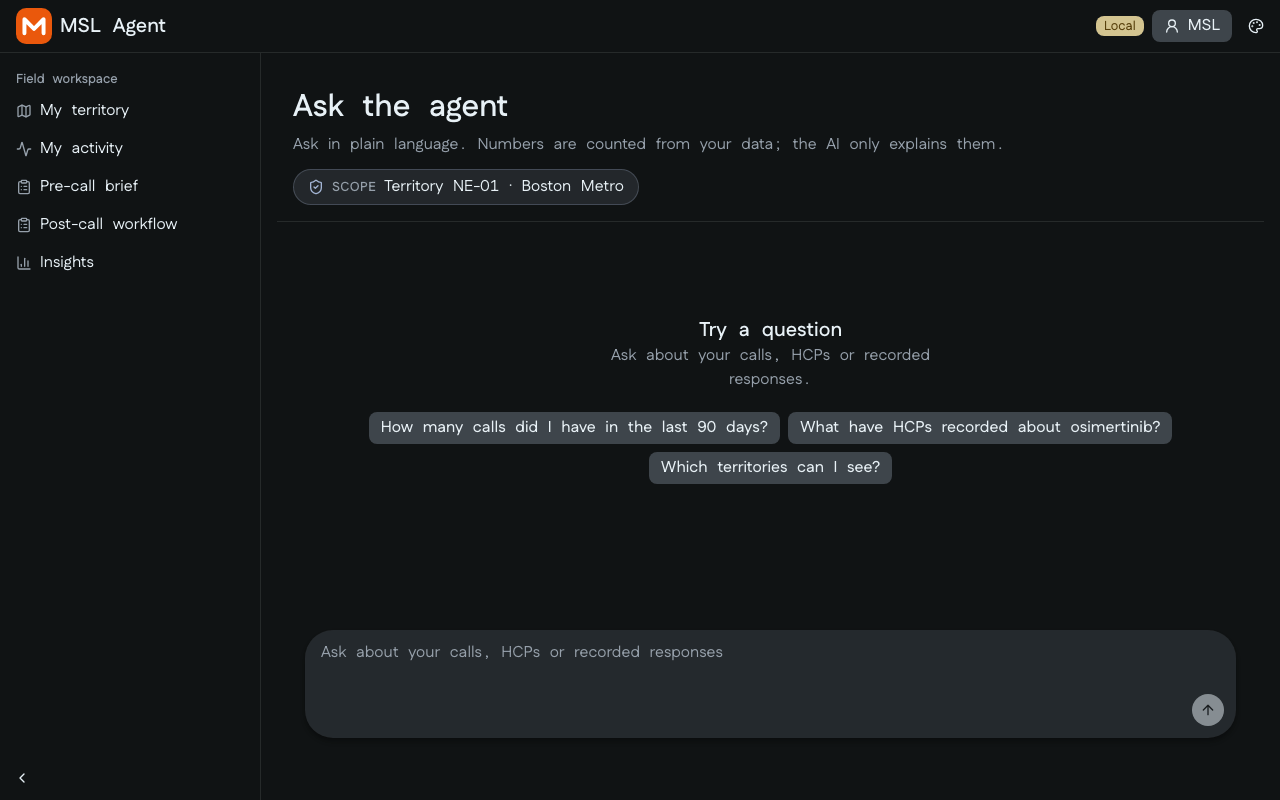 MSL Agent
Local
MSL
Field workspace
My territory
My activity
Pre-call brief
Post-call workflow
Insights
Ask the agent
Ask in plain language. Numbers are counted from your data; the AI only explains them.
SCOPE Territory NE-01 · Boston Metro
Try a question
Ask about your calls, HCPs or recorded
responses.
How many calls did I have in the last 90 days?
What have HCPs recorded about osimertinib?
Which territories can I see?
Ask about your calls, HCPs or recorded responses